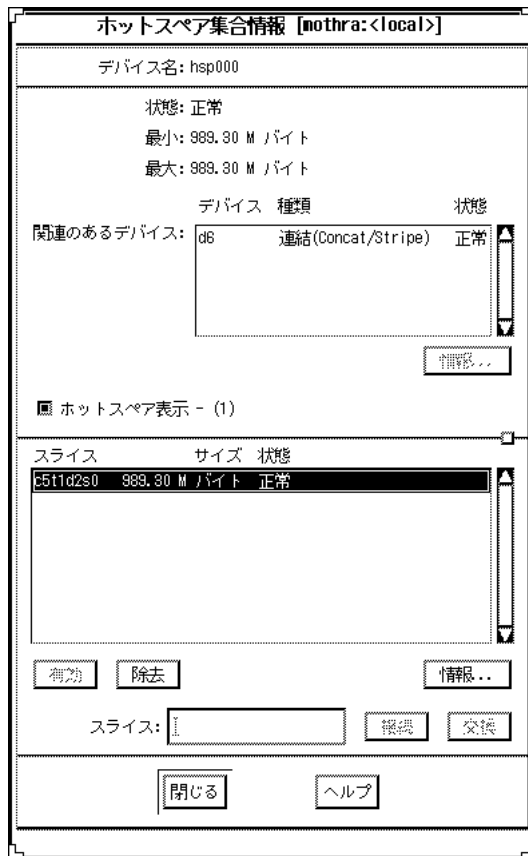 ホットスペア集合情報 [mothra:<local>]
デバイス名: hsp000
状態: 正常
最小: 989.30 M バイト
最大: 989.30 M バイト
デバイス 種類 状態
関連のあるデバイス: d6 連結(Concat/Stripe) 正常
情報...
ホットスペア表示 - (1)
スライス サイズ 状態
c5t1d2s0 989.30 M バイト 正常
有効 除去 情報...
スライス: 接続 交換
閉じる ヘルプ